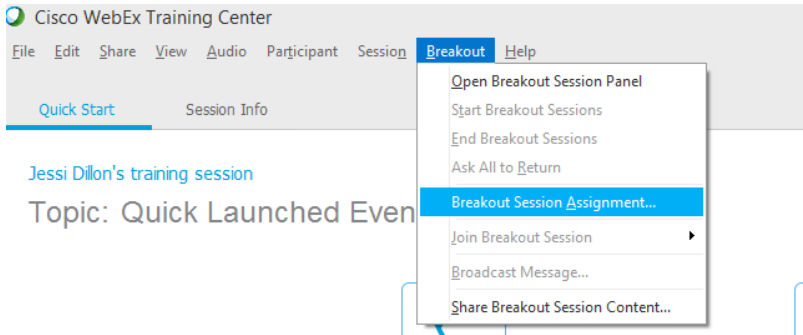 Cisco WebEx Training Center
File Edit Share View Audio Participant Session Breakout Help
Quick Start Session Info
Open Breakout Session Panel
Start Breakout Sessions
End Breakout Sessions
Ask All to Return
Breakout Session Assignment...
Join Breakout Session
Broadcast Message...
Share Breakout Session Content...
Jessi Dillon's training session
Topic: Quick Launched Even